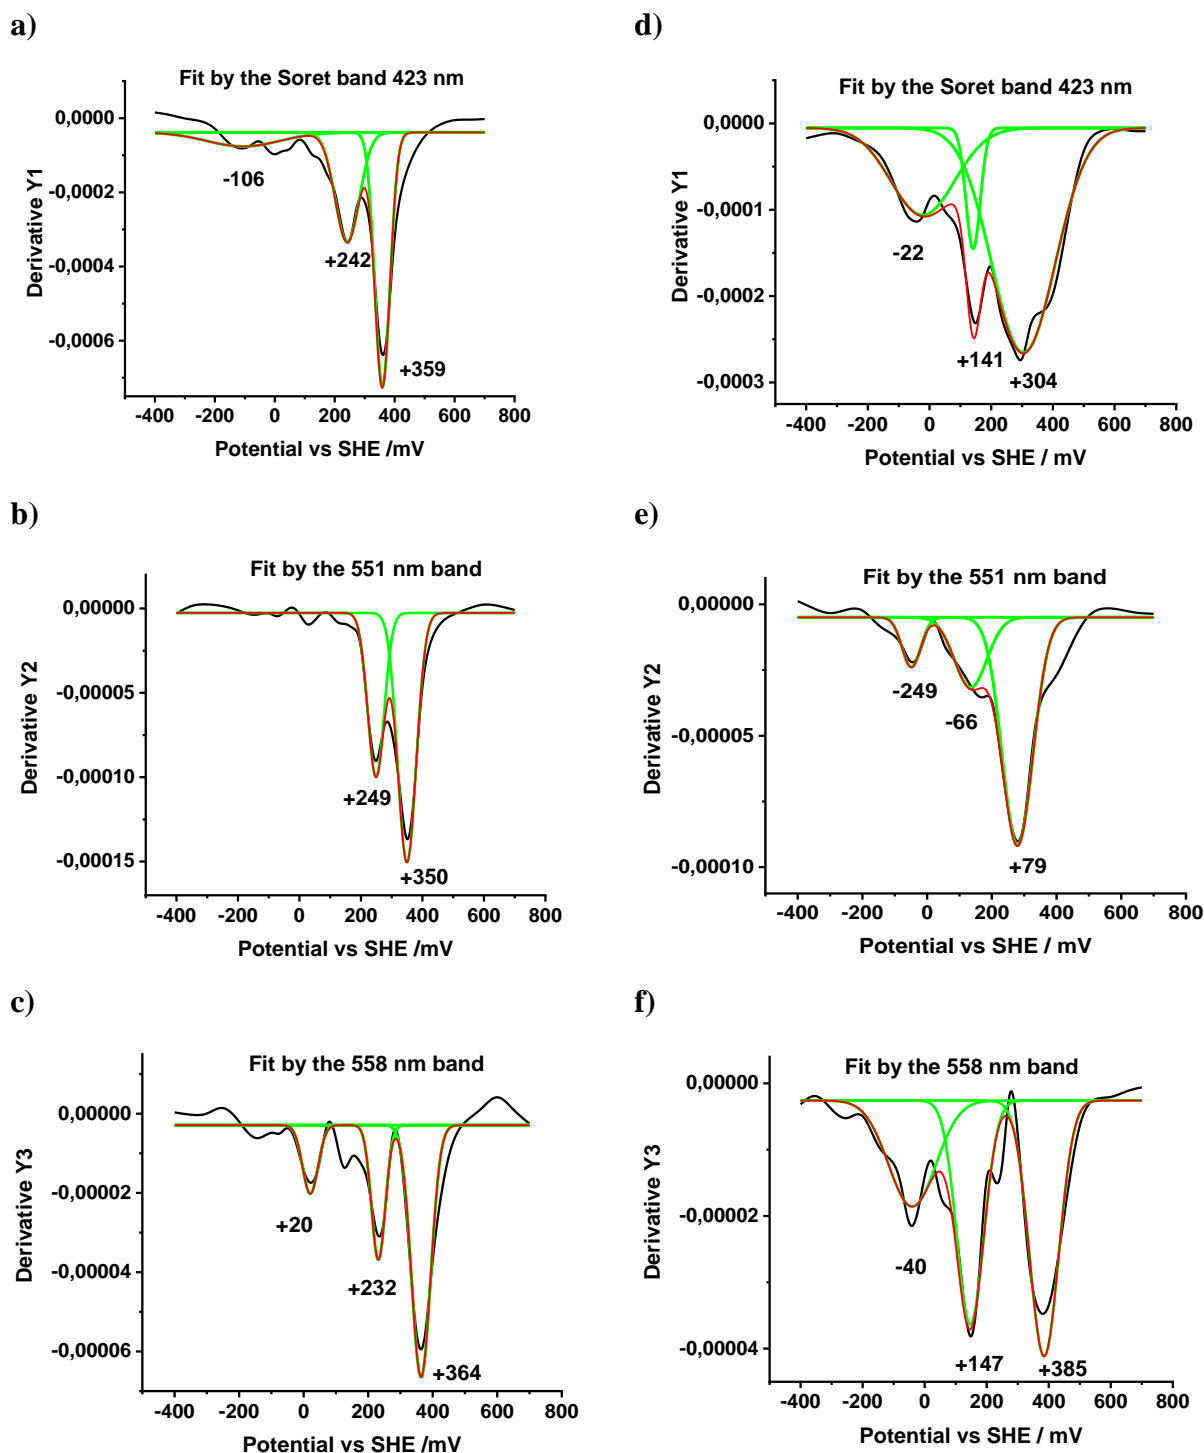 a)
Fit by the Soret band 423 nm
0,0000
-0,0002
-0,0004
-0,0006
Derivative Y1
-106
+242
+359
-400 -200 0 200 400 600 800
Potential vs SHE /mV
d)
Fit by the Soret band 423 nm
0,0000
-0,0001
-0,0002
-0,0003
Derivative Y1
-22
+141
+304
-400 -200 0 200 400 600 800
Potential vs SHE / mV
b)
Fit by the 551 nm band
0,00000
-0,00005
-0,00010
-0,00015
Derivative Y2
+249
+350
-400 -200 0 200 400 600 800
Potential vs SHE /mV
e)
Fit by the 551 nm band
0,00000
-0,00005
-0,00010
Derivative Y2
-249
-66
+79
-400 -200 0 200 400 600 800
Potential vs SHE / mV
c)
Fit by the 558 nm band
0,00000
-0,00002
-0,00004
-0,00006
Derivative Y3
+20
+232
+364
-400 -200 0 200 400 600 800
Potential vs SHE /mV
f)
Fit by the 558 nm band
0,00000
-0,00002
-0,00004
Derivative Y3
-40
+147
+385
-400 -200 0 200 400 600 800
Potential vs SHE / mV